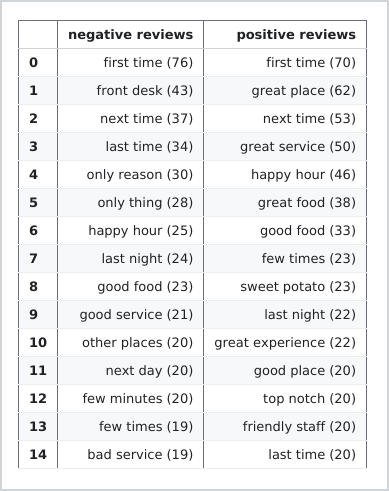 negative reviews positive reviews
0 first time (76) first time (70)
1 front desk (43) great place (62)
2 next time (37) next time (53)
3 last time (34) great service (50)
4 only reason (30) happy hour (46)
5 only thing (28) great food (38)
6 happy hour (25) good food (33)
7 last night (24) few times (23)
8 good food (23) sweet potato (23)
9 good service (21) last night (22)
10 other places (20) great experience (22)
11 next day (20) good place (20)
12 few minutes (20) top notch (20)
13 few times (19) friendly staff (20)
14 bad service (19) last time (20)